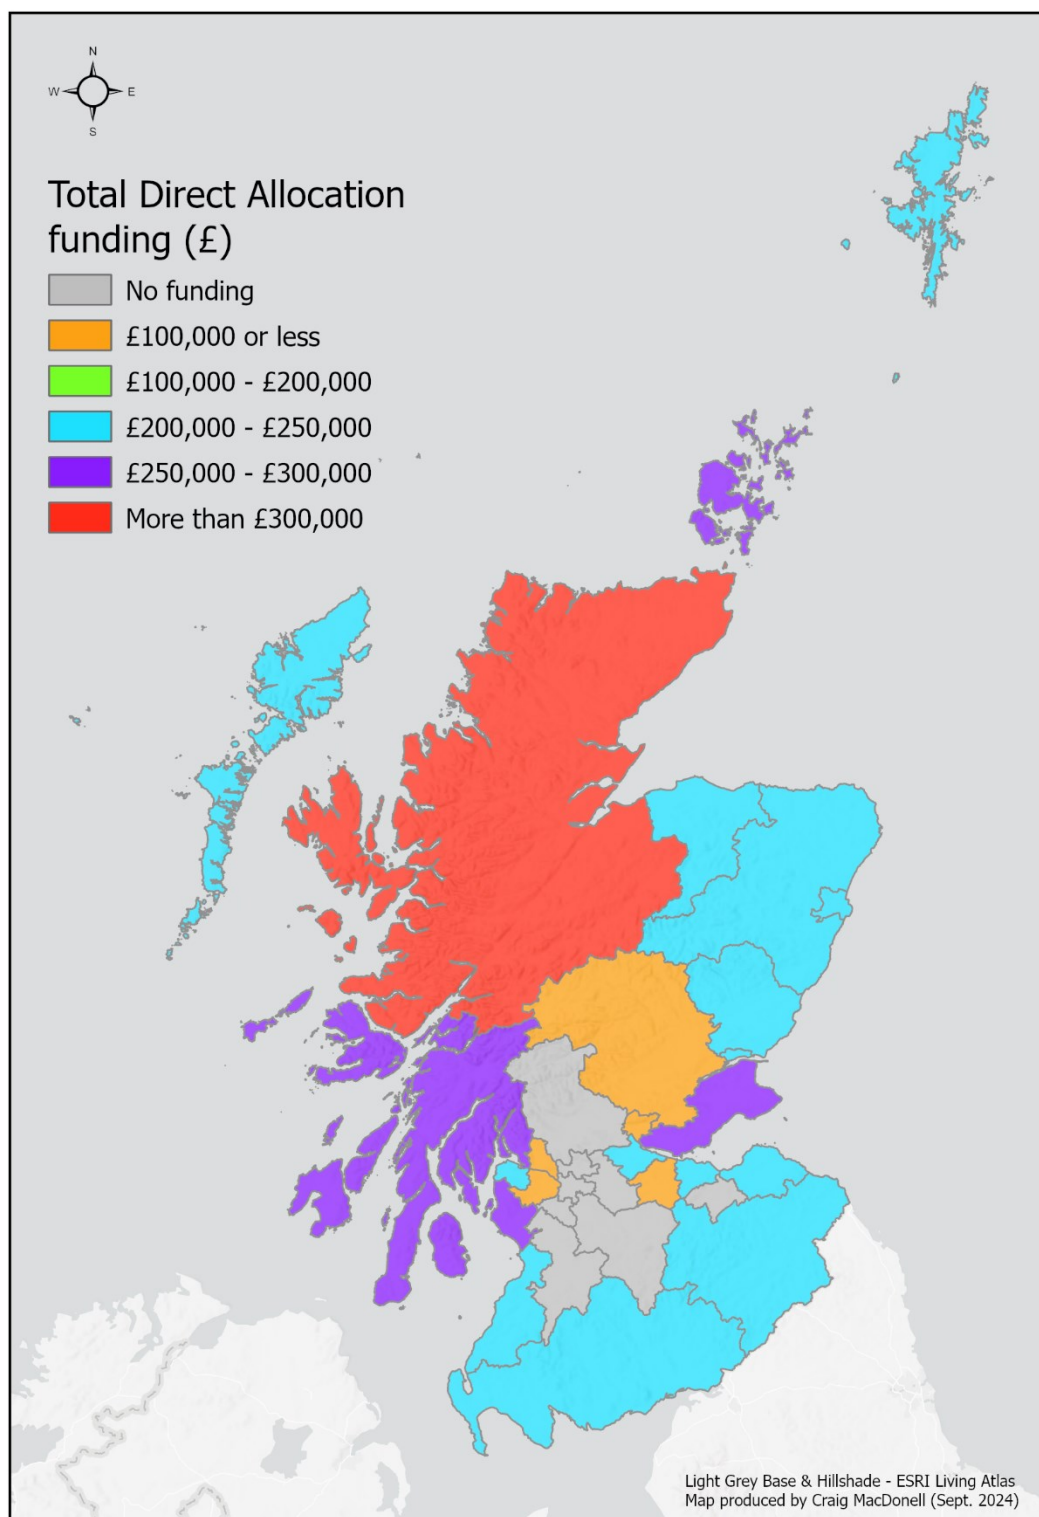 N
W E
S
Total Direct Allocation
funding (£)
No funding
£100,000 or less
£100,000 - £200,000
£200,000 - £250,000
£250,000 - £300,000
More than £300,000
Light Grey Base & Hillshade - ESRI Living Atlas
Map produced by Craig MacDonell (Sept. 2024)